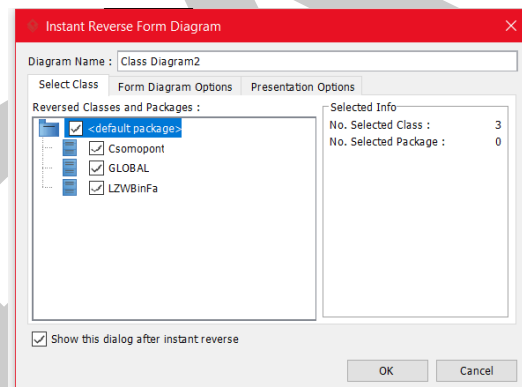 Instant Reverse Form Diagram
Diagram Name : Class Diagram2
Select Class Form Diagram Options Presentation Options
Reversed Classes and Packages :
<default package>
Csomopont
GLOBAL
LZWBinFa
Selected Info
No. Selected Class : 3
No. Selected Package : 0
Show this dialog after instant reverse
OK Cancel